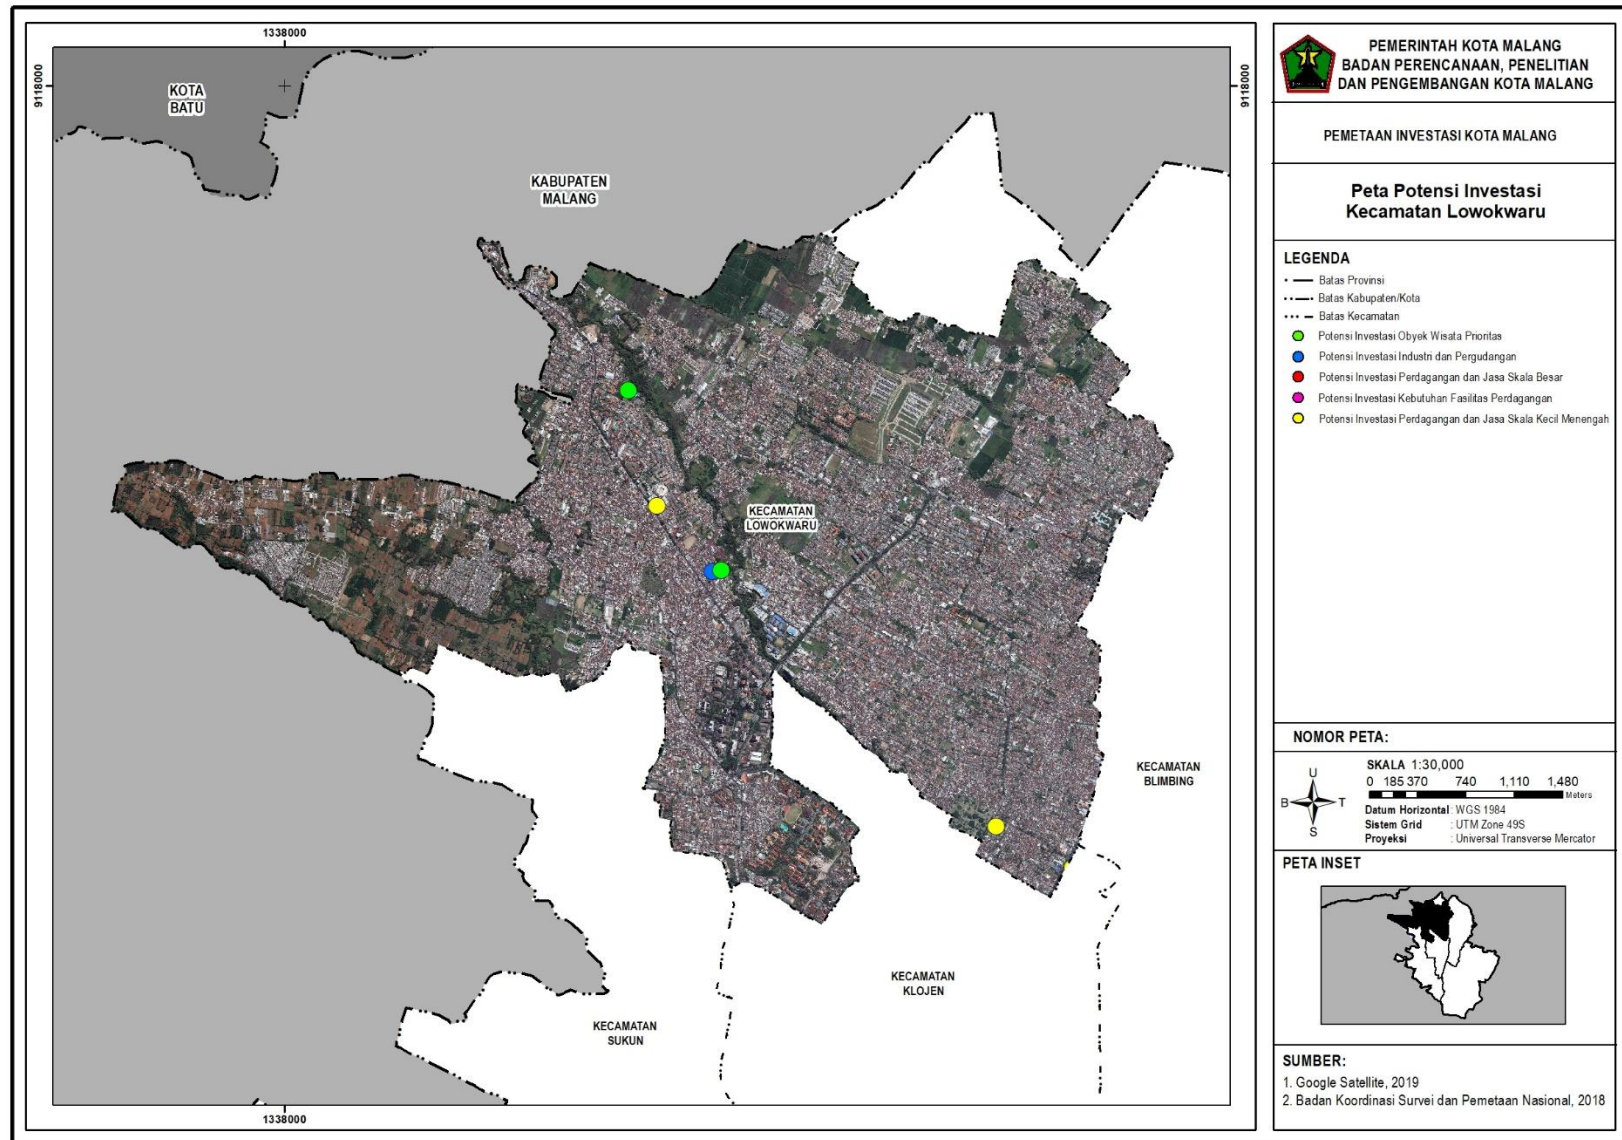 1338000
9118000
9118000
KOTA
BATU
KABUPATEN
MALANG
KECAMATAN
LOWOKWARU
KECAMATAN
BLIMBING
KECAMATAN
KLOJEN
KECAMATAN
SUKUN
1338000
PEMERINTAH KOTA MALANG
BADAN PERENCANAAN, PENELITIAN
DAN PENGEMBANGAN KOTA MALANG
PEMETAAN INVESTASI KOTA MALANG
Peta Potensi Investasi
Kecamatan Lowokwaru
LEGENDA
Batas Provinsi
Batas Kabupaten/Kota
Batas Kecamatan
Potensi Investasi Obyek Wisata Prioritas
Potensi Investasi Industri dan Pergudangan
Potensi Investasi Perdagangan dan Jasa Skala Besar
Potensi Investasi Kebutuhan Fasilitas Perdagangan
Potensi Investasi Perdagangan dan Jasa Skala Kecil Menengah
NOMOR PETA:
SKALA 1:30,000
0 185 370 740 1,110 1,480
Meters
U
B T
S
Datum Horizontal : WGS 1984
Sistem Grid : UTM Zone 49S
Proyeksi : Universal Transverse Mercator
PETA INSET
SUMBER:
1. Google Satellite, 2019
2. Badan Koordinasi Survei dan Pemetaan Nasional, 2018